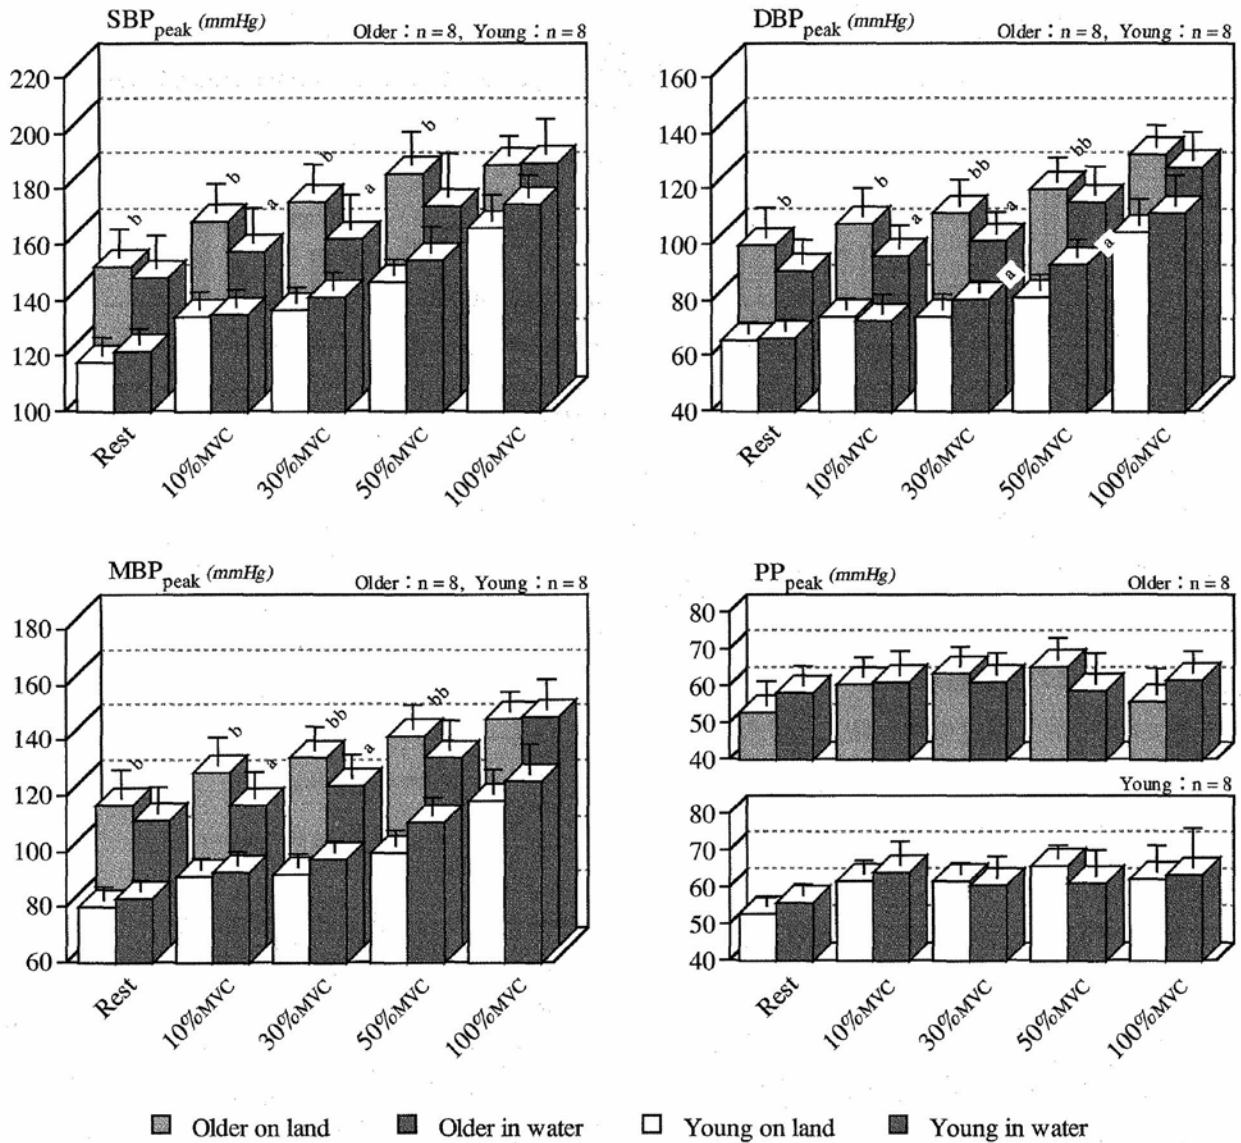 SBPpeak (mmHg)
Older : n = 8, Young : n = 8
220
200
180
160
140
120
100
b
b
a
b
a
b
Rest
10%MVC
30%MVC
50%MVC
100%MVC
DBPpeak (mmHg)
Older : n = 8, Young : n = 8
160
140
120
100
80
60
40
b
b
a
bb
a
a
bb
a
Rest
10%MVC
30%MVC
50%MVC
100%MVC
MBPpeak (mmHg)
Older : n = 8, Young : n = 8
180
160
140
120
100
80
60
b
b
a
bb
a
bb
Rest
10%MVC
30%MVC
50%MVC
100%MVC
PPpeak (mmHg)
Older : n = 8
80
70
60
50
40
Young : n = 8
80
70
60
50
40
Rest
10%MVC
30%MVC
50%MVC
100%MVC
Older on land
Older in water
Young on land
Young in water